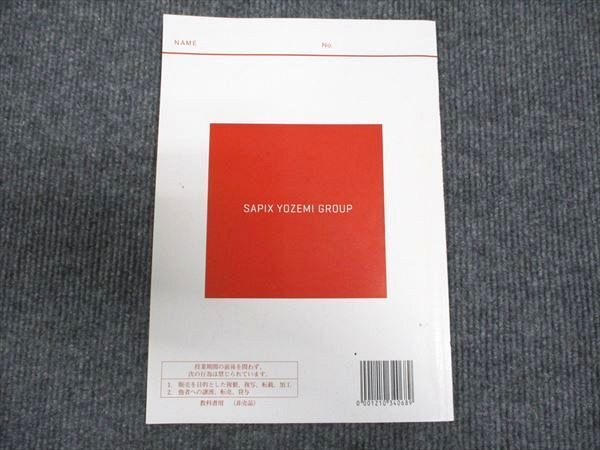 NAME No.
SAPIX YOZEMI GROUP
授業期間の前後を問わず、
次の行為は禁じられています。
1. 販売を目的とした複製、複写、転載、加工
2. 他者への譲渡、転売、貸与
教科書用 (非売品)
0 001210 340689